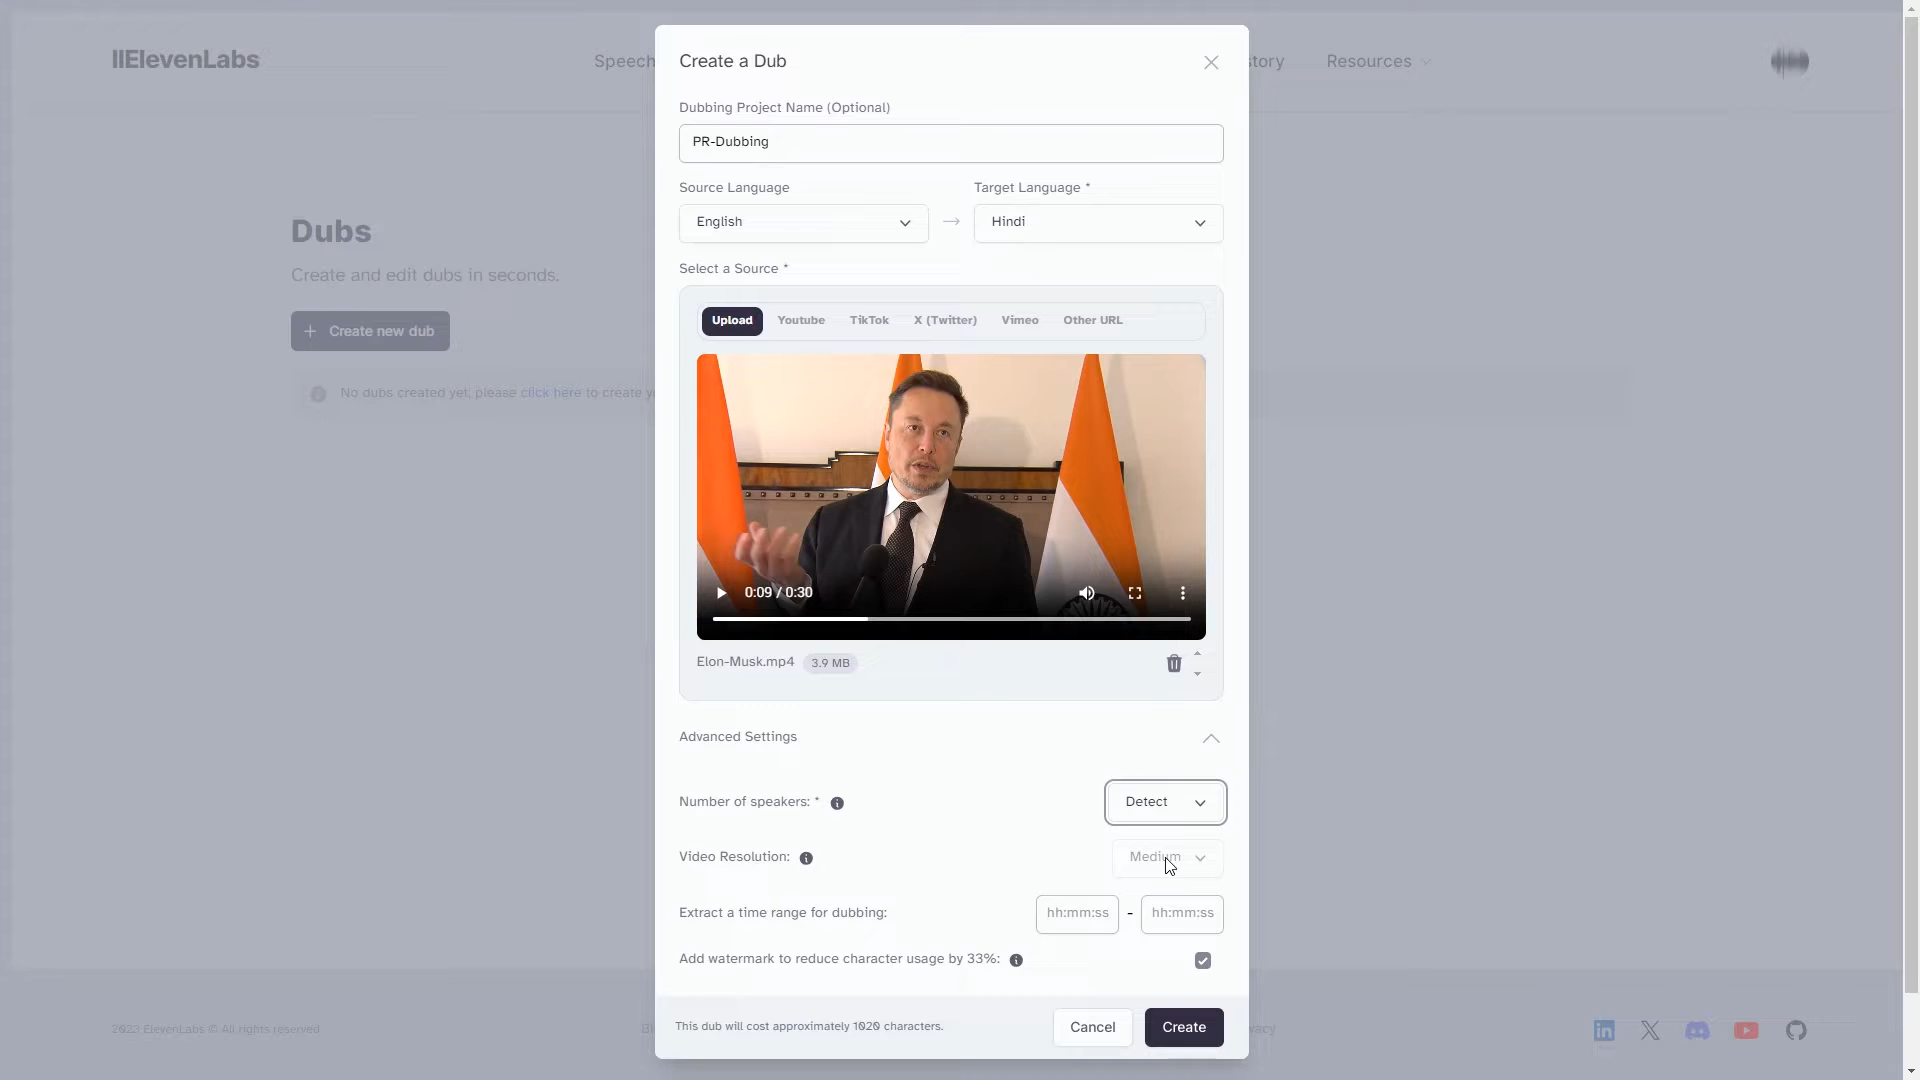 IIElevenLabs
Speech
story
Resources
Create a Dub
Dubbing Project Name (Optional)
PR-Dubbing
Source Language
Target Language *
English
Hindi
Dubs
Create and edit dubs in seconds.
+ Create new dub
No dubs created yet, please click here to create
Select a Source *
Upload
Youtube
TikTok
X (Twitter)
Vimeo
Other URL
0:09 / 0:30
Elon-Musk.mp4
3.9 MB
Advanced Settings
Number of speakers: *
Detect
Video Resolution:
Medium
Extract a time range for dubbing:
hh:mm:ss
-
hh:mm:ss
Add watermark to reduce character usage by 33%:
This dub will cost approximately 1020 characters.
Cancel
Create
2023 ElevenLabs © All rights reserved